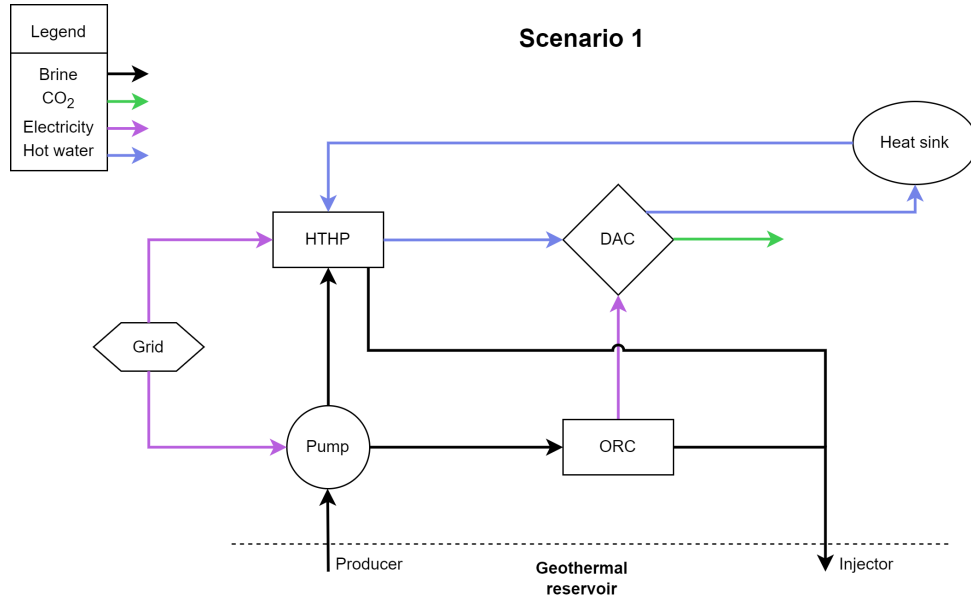 Legend
Scenario 1
Brine
CO₂
Electricity
Hot water
Heat sink
HTHP
DAC
Grid
Pump
ORC
Producer
Geothermal
reservoir
Injector